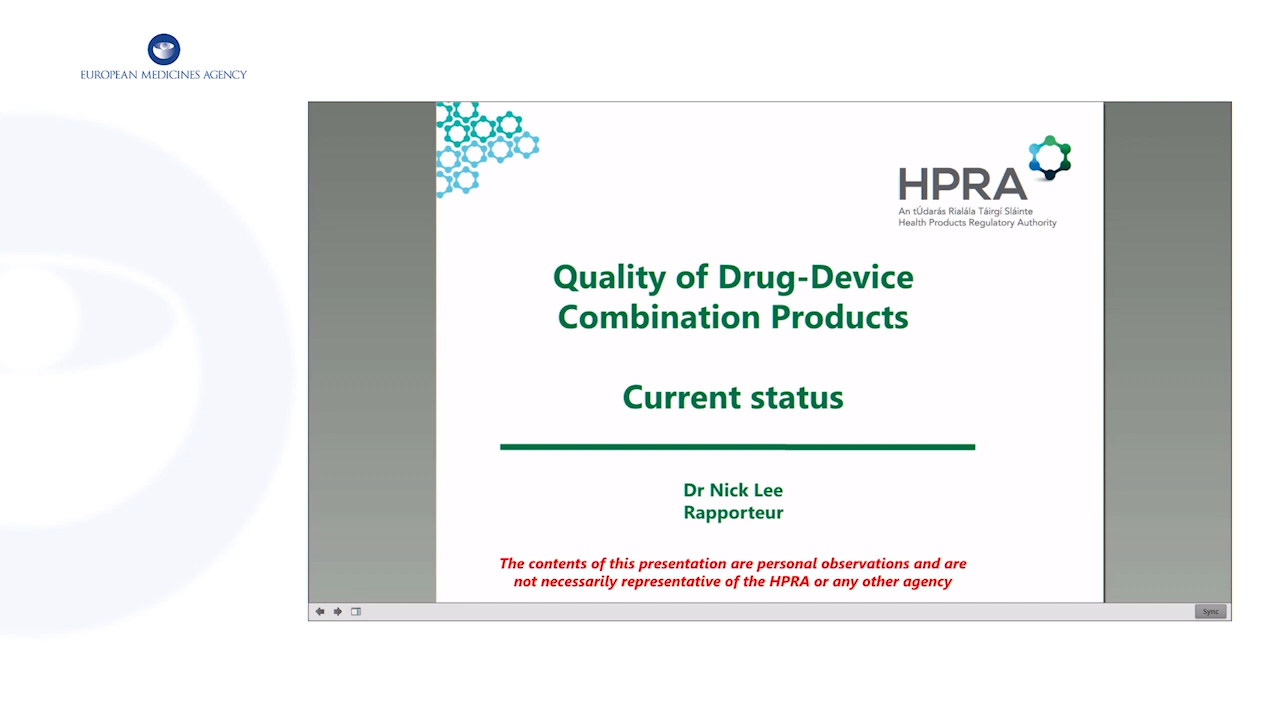 EUROPEAN MEDICINES AGENCY
HPRA
An tÚdarás Rialála Táirgí Sláinte
Health Products Regulatory Authority
Quality of Drug-Device
Combination Products
Current status
Dr Nick Lee
Rapporteur
The contents of this presentation are personal observations and are
not necessarily representative of the HPRA or any other agency
Sync